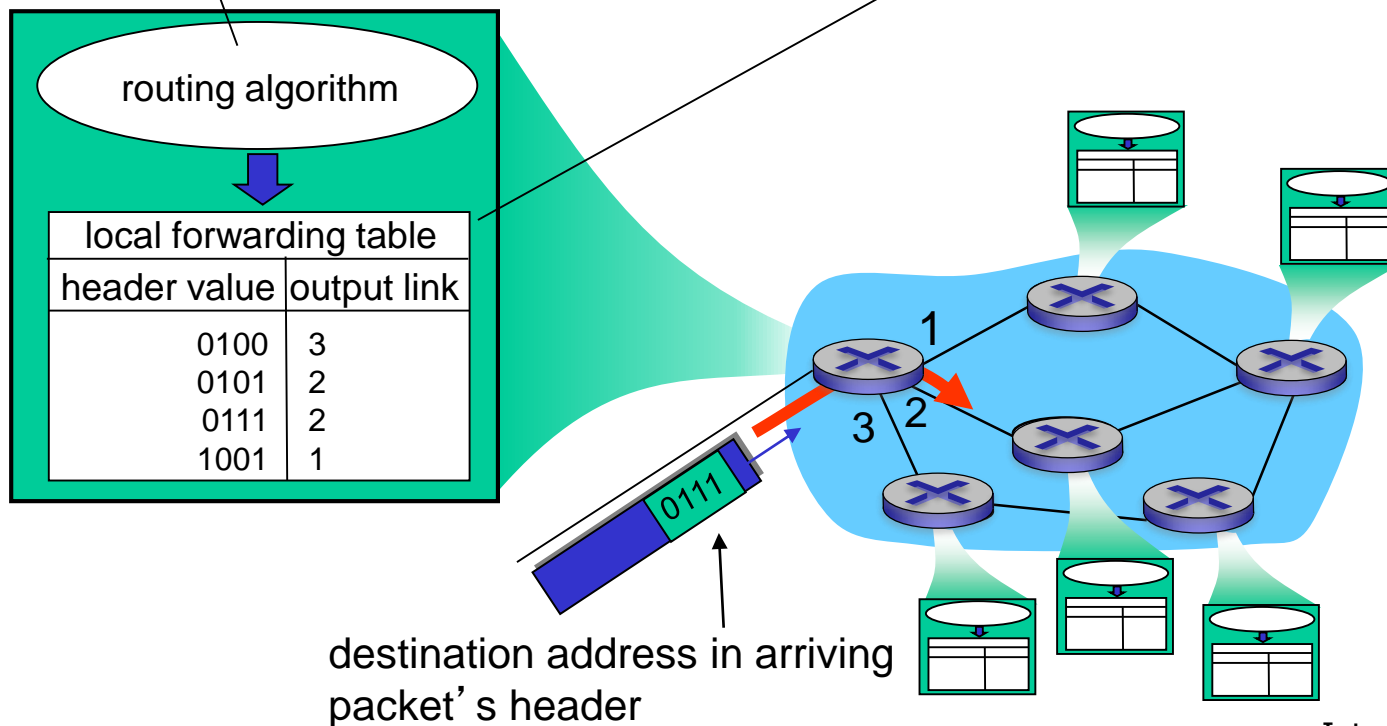 routing algorithm
local forwarding table
header value output link
0100 3
0101 2
0111 2
1001 1
1
2
3
0111
destination address in arriving
packet’s header